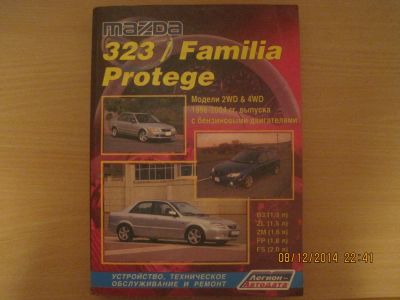 mazda
323 / Familia
Protege
Модели 2WD & 4WD
1998-2004 гг. выпуска
с бензиновыми двигателями
B3 (1,3 л)
ZL (1,5 л)
ZM (1,6 л)
FP (1,8 л)
FS (2,0 л)
УСТРОЙСТВО, ТЕХНИЧЕСКОЕ
ОБСЛУЖИВАНИЕ И РЕМОНТ
Легион-
Автодата
08/12/2014 22:41